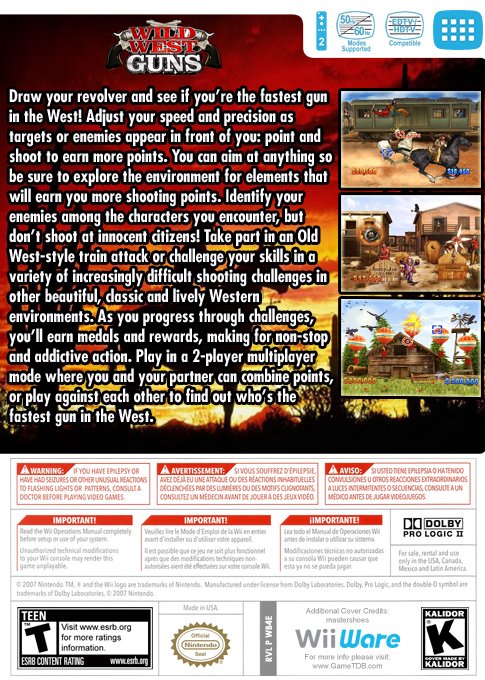 WILD
WEST
GUNS
2
50Hz
60Hz
Modes
Supported
EDTV/
HDTV
Compatible
Draw your revolver and see if you're the fastest gun
in the West! Adjust your speed and precision as
targets or enemies appear in front of you: point and
shoot to earn more points. You can aim at anything so
be sure to explore the environment for elements that
will earn you more shooting points. Identify your
enemies among the characters you encounter, but
don't shoot at innocent citizens! Take part in an Old
West-style train attack or challenge your skills in a
variety of increasingly difficult shooting challenges in
other beautiful, classic and lively Western
environments. As you progress through challenges,
you'll earn medals and rewards, making for non-stop
and addictive action. Play in a 2-player multiplayer
mode where you and your partner can combine points,
or play against each other to find out who's the
fastest gun in the West.
WARNING: IF YOU HAVE EPILEPSY OR
HAVE HAD SEIZURES OR OTHER UNUSUAL REACTIONS
TO FLASHING LIGHTS OR PATTERNS, CONSULT A
DOCTOR BEFORE PLAYING VIDEO GAMES.
AVERTISSEMENT: SI VOUS SOUFFREZ D'ÉPILEPSIE,
AVEZ DÉJÀ EU UNE ATTAQUE OU DES RÉACTIONS INHABITUELLES
DÉCLENCHÉES PAR DES LUMIÈRES OU DES MOTIFS CLIGNOTANTS,
CONSULTEZ UN MÉDECIN AVANT DE JOUER À DES JEUX VIDÉO.
AVISO: SI USTED TIENE EPILEPSIA O HA TENIDO
CONVULSIONES U OTROS REACCIONES EXTRAORDINARIOS
A LUCES INTERMITENTES O SECUENCIAS, CONSULTE A UN
MÉDICO ANTES DE JUGAR VIDEOJUEGOS.
IMPORTANT!
Read the Wii Operations Manual completely
before setup or use of your system.
Unauthorized technical modifications
to your Wii console may render this
game unplayable.
IMPORTANT!
Veuillez lire le Mode d'Emploi de la Wii en entier
avant d'installer ou d'utiliser votre appareil.
Il est possible que ce jeu ne soit plus fonctionnel
après que des modifications techniques non-
autorisées aient été effectuées sur votre console Wii.
¡IMPORTANTE!
Lea todo el Manual de Operaciones Wii
antes de instalar o utilizar su sistema.
Modificaciones técnicas no autorizadas
a su consola Wii pueden causar que
esta ya no se pueda jugar.
DOLBY
PRO LOGIC II
For sale, rental and use
only in the USA, Canada,
Mexico and Latin America.
© 2007 Nintendo. TM, ® and the Wii logo are trademarks of Nintendo. Manufactured under license from Dolby Laboratories. Dolby, Pro Logic, and the double-D symbol are
trademarks of Dolby Laboratories. © 2007 Nintendo.
TEEN
T
Visit www.esrb.org
for more ratings
information.
ESRB CONTENT RATING
www.esrb.org
Made in USA
Official
Nintendo
Seal
RVL P WB4E
Additional Cover Credits:
mastershoes
WiiWare
For more info please visit:
www.GameTDB.com
KALIDOR
K
COVER MADE BY
KALIDOR